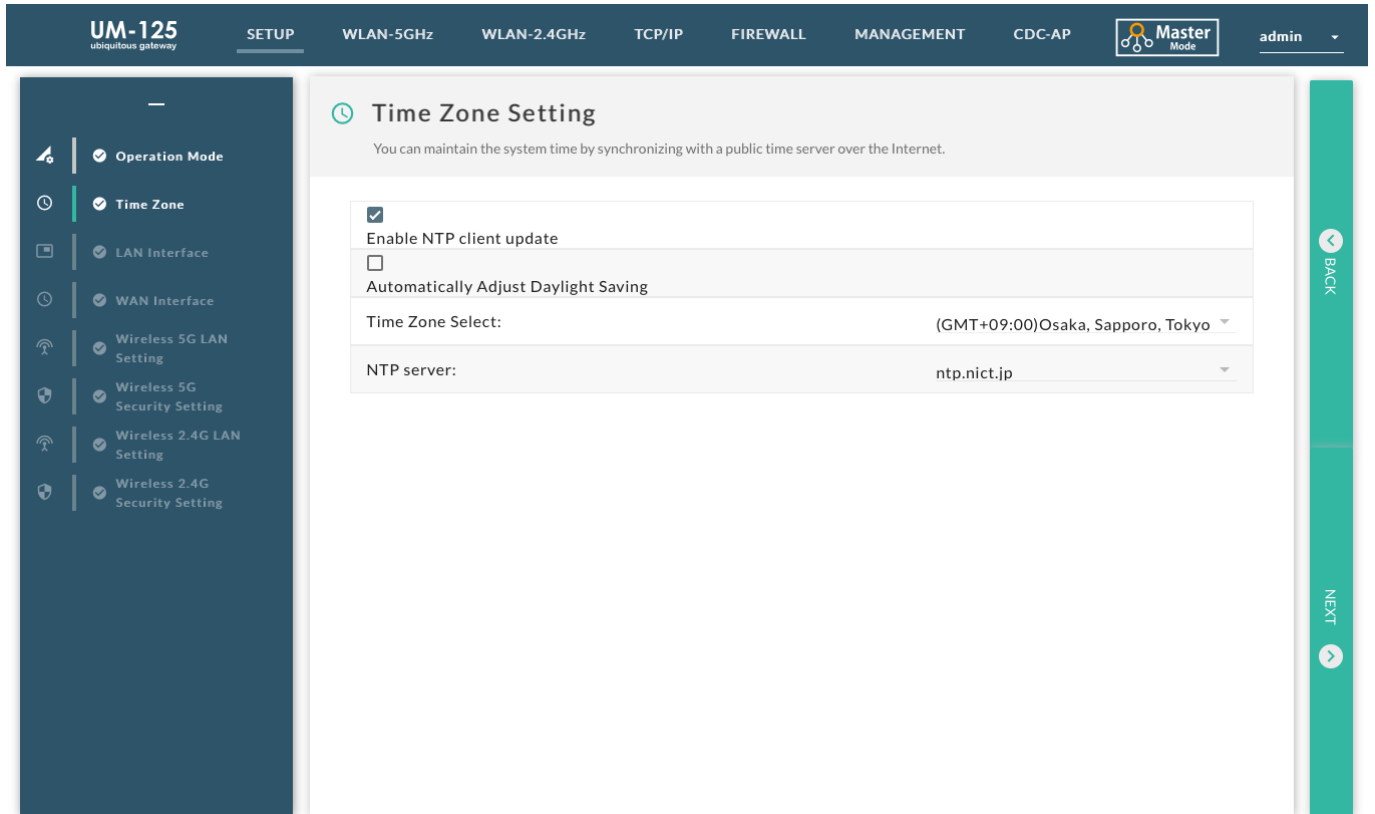 UM-125
ubiquitous gateway
SETUP
WLAN-5GHz
WLAN-2.4GHz
TCP/IP
FIREWALL
MANAGEMENT
CDC-AP
Master
Mode
admin
Operation Mode
Time Zone
LAN Interface
WAN Interface
Wireless 5G LAN
Setting
Wireless 5G
Security Setting
Wireless 2.4G LAN
Setting
Wireless 2.4G
Security Setting
Time Zone Setting
You can maintain the system time by synchronizing with a public time server over the Internet.
Enable NTP client update
Automatically Adjust Daylight Saving
Time Zone Select:
(GMT+09:00)Osaka, Sapporo, Tokyo
NTP server:
ntp.nict.jp
BACK
NEXT